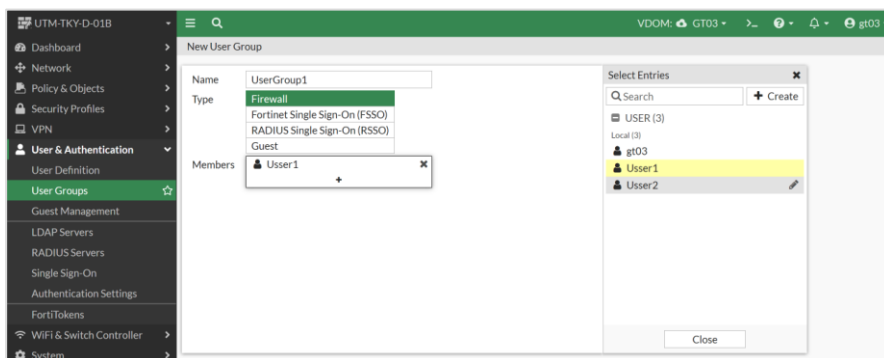 UTM-TKY-D-01B
VDOM: GT03
>_
gt03
Dashboard
Network
Policy & Objects
Security Profiles
VPN
User & Authentication
User Definition
User Groups
Guest Management
LDAP Servers
RADIUS Servers
Single Sign-On
Authentication Settings
FortiTokens
WiFi & Switch Controller
System
New User Group
Name UserGroup1
Type Firewall
Fortinet Single Sign-On (FSSO)
RADIUS Single Sign-On (RSSO)
Guest
Members Usser1
+
Select Entries
Search + Create
USER (3)
Local (3)
gt03
Usser1
Usser2
Close